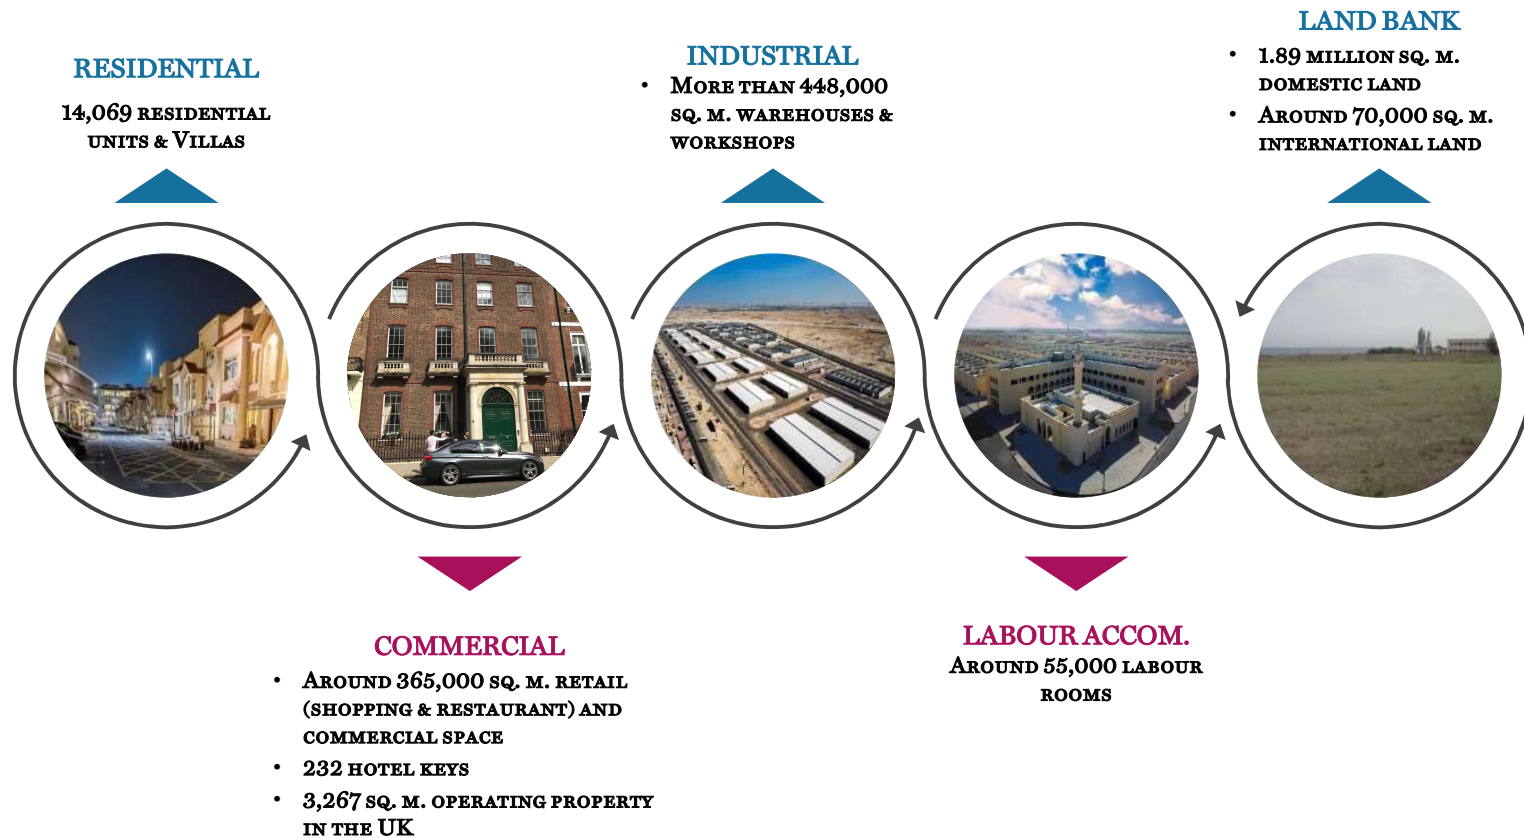 RESIDENTIAL
14,069 RESIDENTIAL
UNITS & VILLAS
COMMERCIAL
• AROUND 365,000 SQ. M. RETAIL
(SHOPPING & RESTAURANT) AND
COMMERCIAL SPACE
• 232 HOTEL KEYS
• 3,267 SQ. M. OPERATING PROPERTY
IN THE UK
INDUSTRIAL
• MORE THAN 448,000
SQ. M. WAREHOUSES &
WORKSHOPS
LABOUR ACCOM.
AROUND 55,000 LABOUR
ROOMS
LAND BANK
• 1.89 MILLION SQ. M.
DOMESTIC LAND
• AROUND 70,000 SQ. M.
INTERNATIONAL LAND